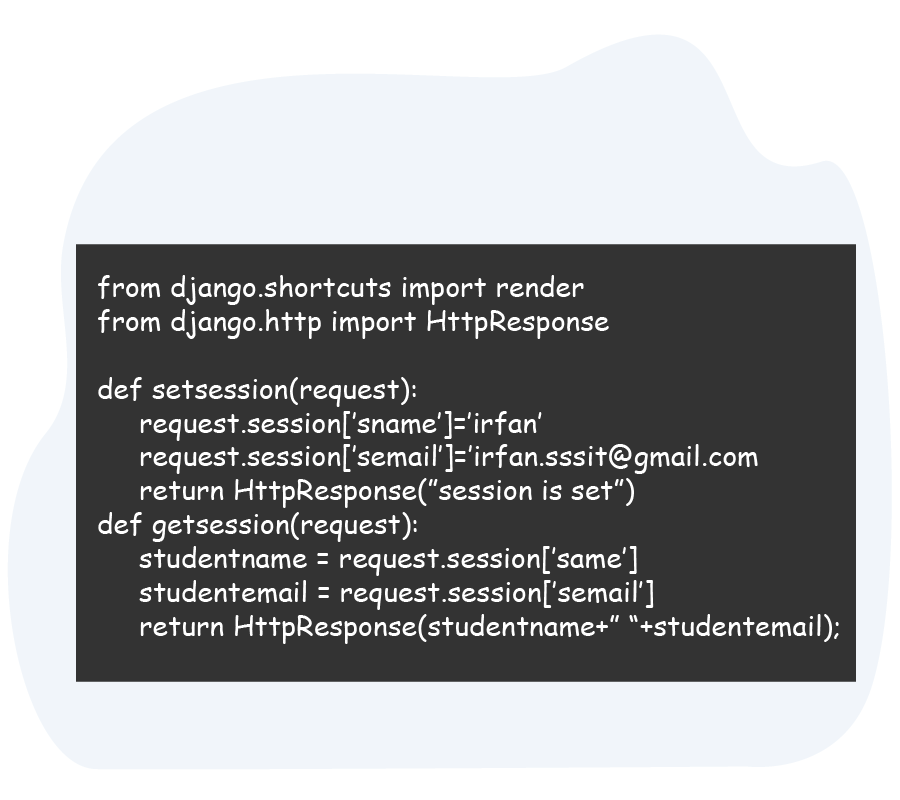 from django.shortcuts import render
from django.http import HttpResponse
def setsession(request):
request.session[’sname’]=’irfan’
request.session[’semail’]=’irfan.sssit@gmail.com
return HttpResponse(”session is set”)
def getsession(request):
studentname = request.session[’same’]
studentemail = request.session[’semail’]
return HttpResponse(studentname+” “+studentemail);